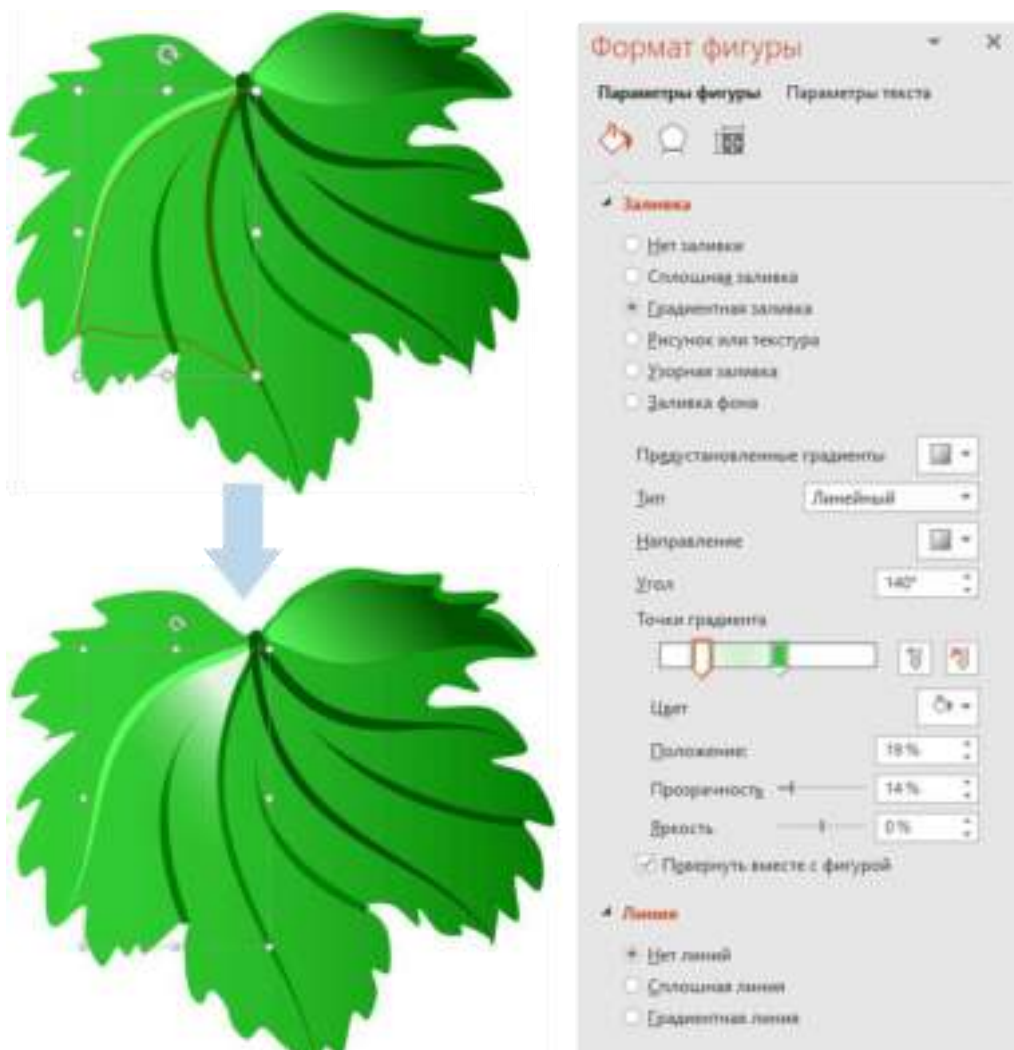 Формат фигуры
Параметры фигуры Параметры текста
Заливка
Нет заливки
Сплошная заливка
Градиентная заливка
Рисунок или текстура
Узорная заливка
Заливка фона
Предустановленные градиенты
Тип Линейный
Направление
Угол 140°
Точки градиента
Цвет
Положение 19%
Прозрачность 14%
Яркость 0%
Повернуть вместе с фигурой
Линия
Нет линий
Сплошная линия
Градиентная линия